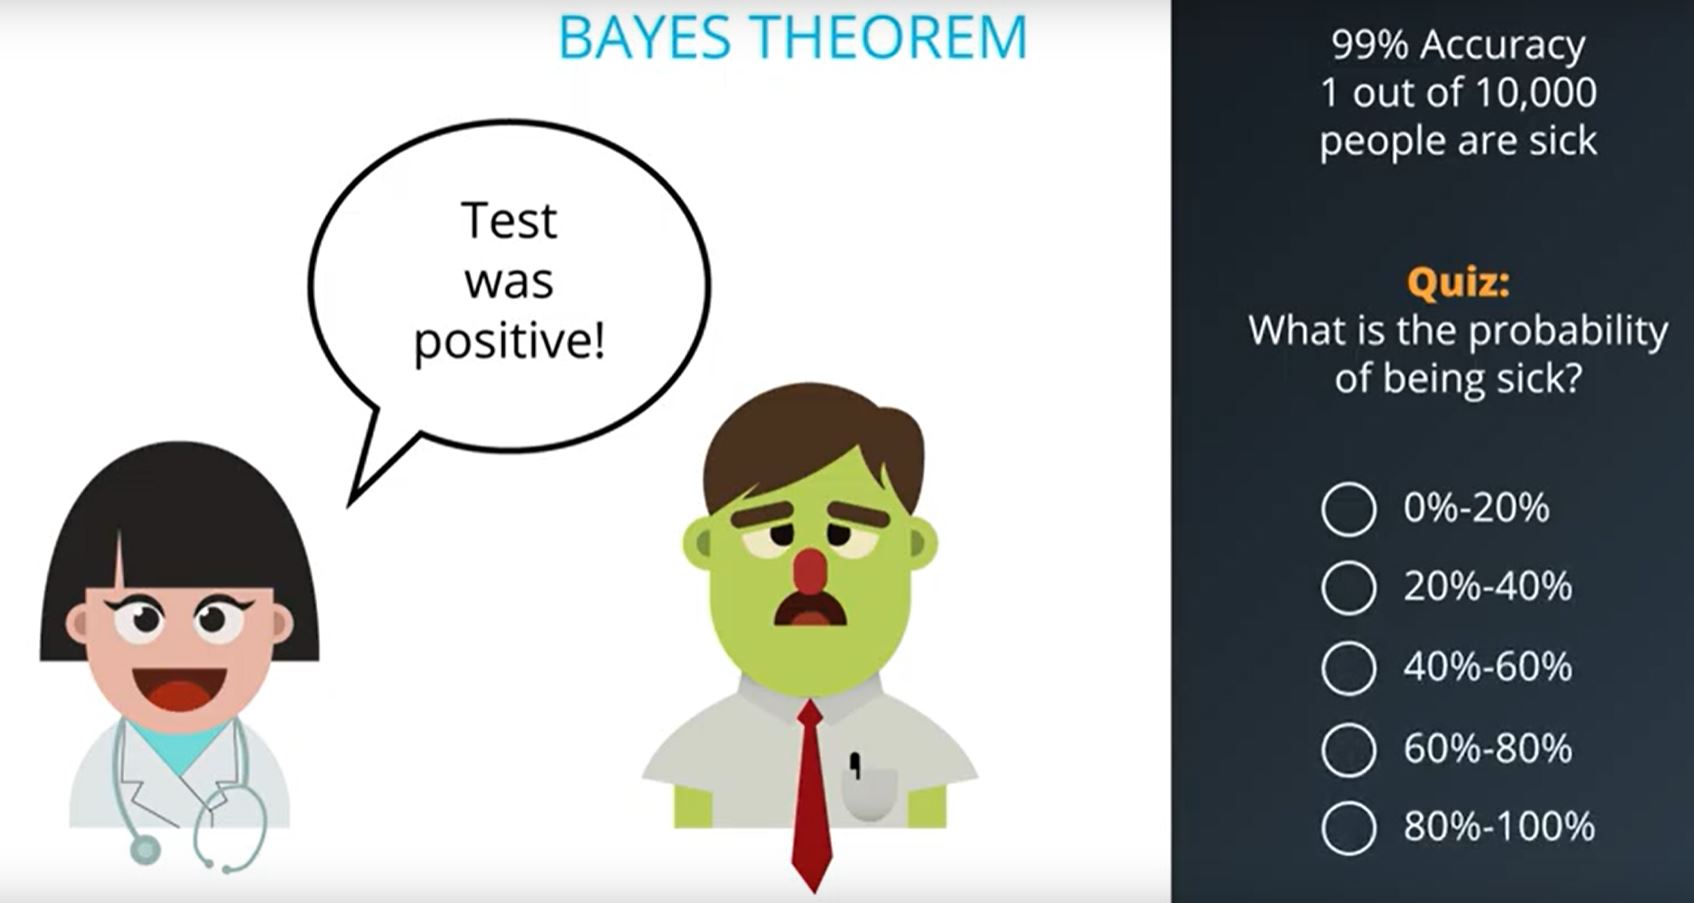 BAYES THEOREM
Test
was
positive!
99% Accuracy
1 out of 10,000
people are sick
Quiz:
What is the probability
of being sick?
0%-20%
20%-40%
40%-60%
60%-80%
80%-100%